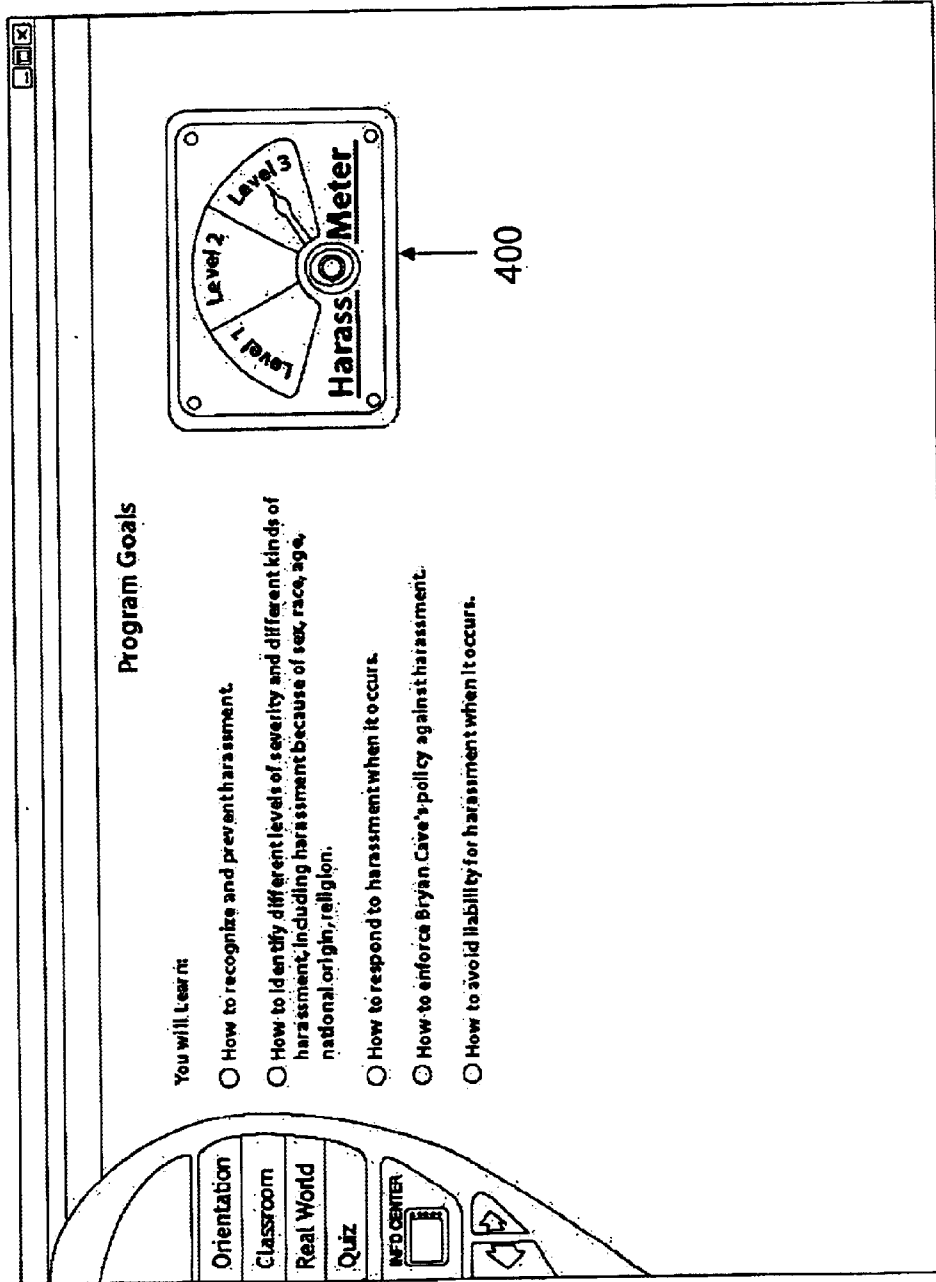 Program Goals
You will Learn:
How to recognize and prevent harassment.
How to identify different levels of severity and different kinds of
harassment, including harassment because of sex, race, age,
national origin, religion.
How to respond to harassment when it occurs.
How to enforce Bryan Cave's policy against harassment.
How to avoid liability for harassment when it occurs.
Level 1
Level 2
Level 3
Harass Meter
400
Orientation
Classroom
Real World
Quiz
INFO CENTER